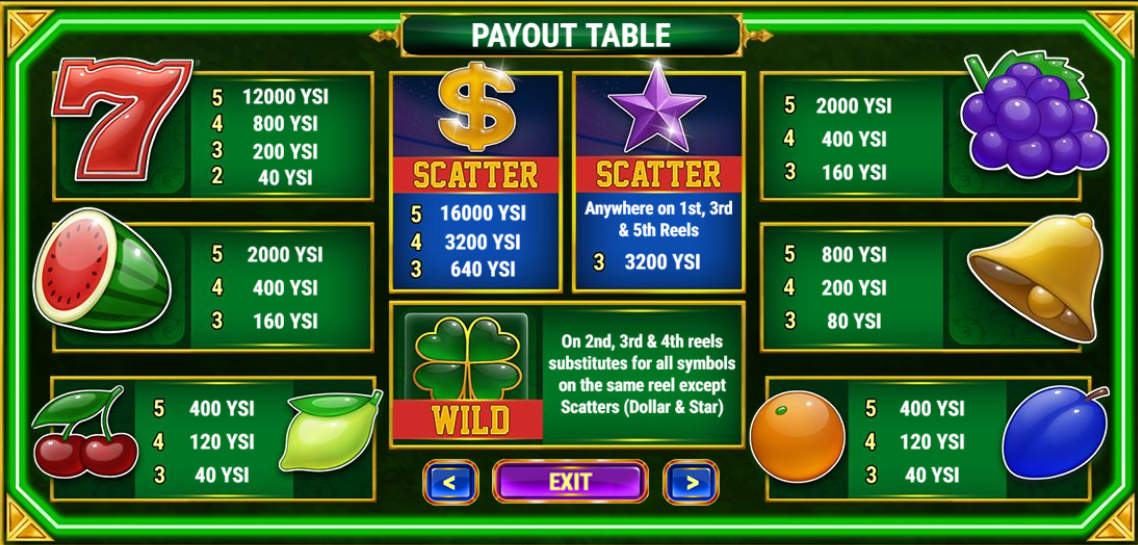 PAYOUT TABLE
7
5 12000 YSI
4 800 YSI
3 200 YSI
2 40 YSI
$
SCATTER
5 16000 YSI
4 3200 YSI
3 640 YSI
SCATTER
Anywhere on 1st, 3rd
& 5th Reels
3 3200 YSI
5 2000 YSI
4 400 YSI
3 160 YSI
5 2000 YSI
4 400 YSI
3 160 YSI
WILD
On 2nd, 3rd & 4th reels
substitutes for all symbols
on the same reel except
Scatters (Dollar & Star)
5 800 YSI
4 200 YSI
3 80 YSI
5 400 YSI
4 120 YSI
3 40 YSI
< EXIT >
5 400 YSI
4 120 YSI
3 40 YSI